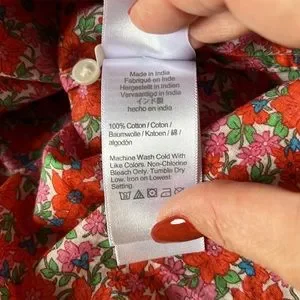 Made in India
Fabriqué en Inde
Hergestellt in Indien
Vervaardigd in India
インド製
hecho en india
100% Cotton / Coton /
Baumwolle / Katoen / 綿 /
algodón
Machine Wash Cold With
Like Colors. Non-Chlorine
Bleach Only. Tumble Dry
Low. Iron on Lowest
Setting.